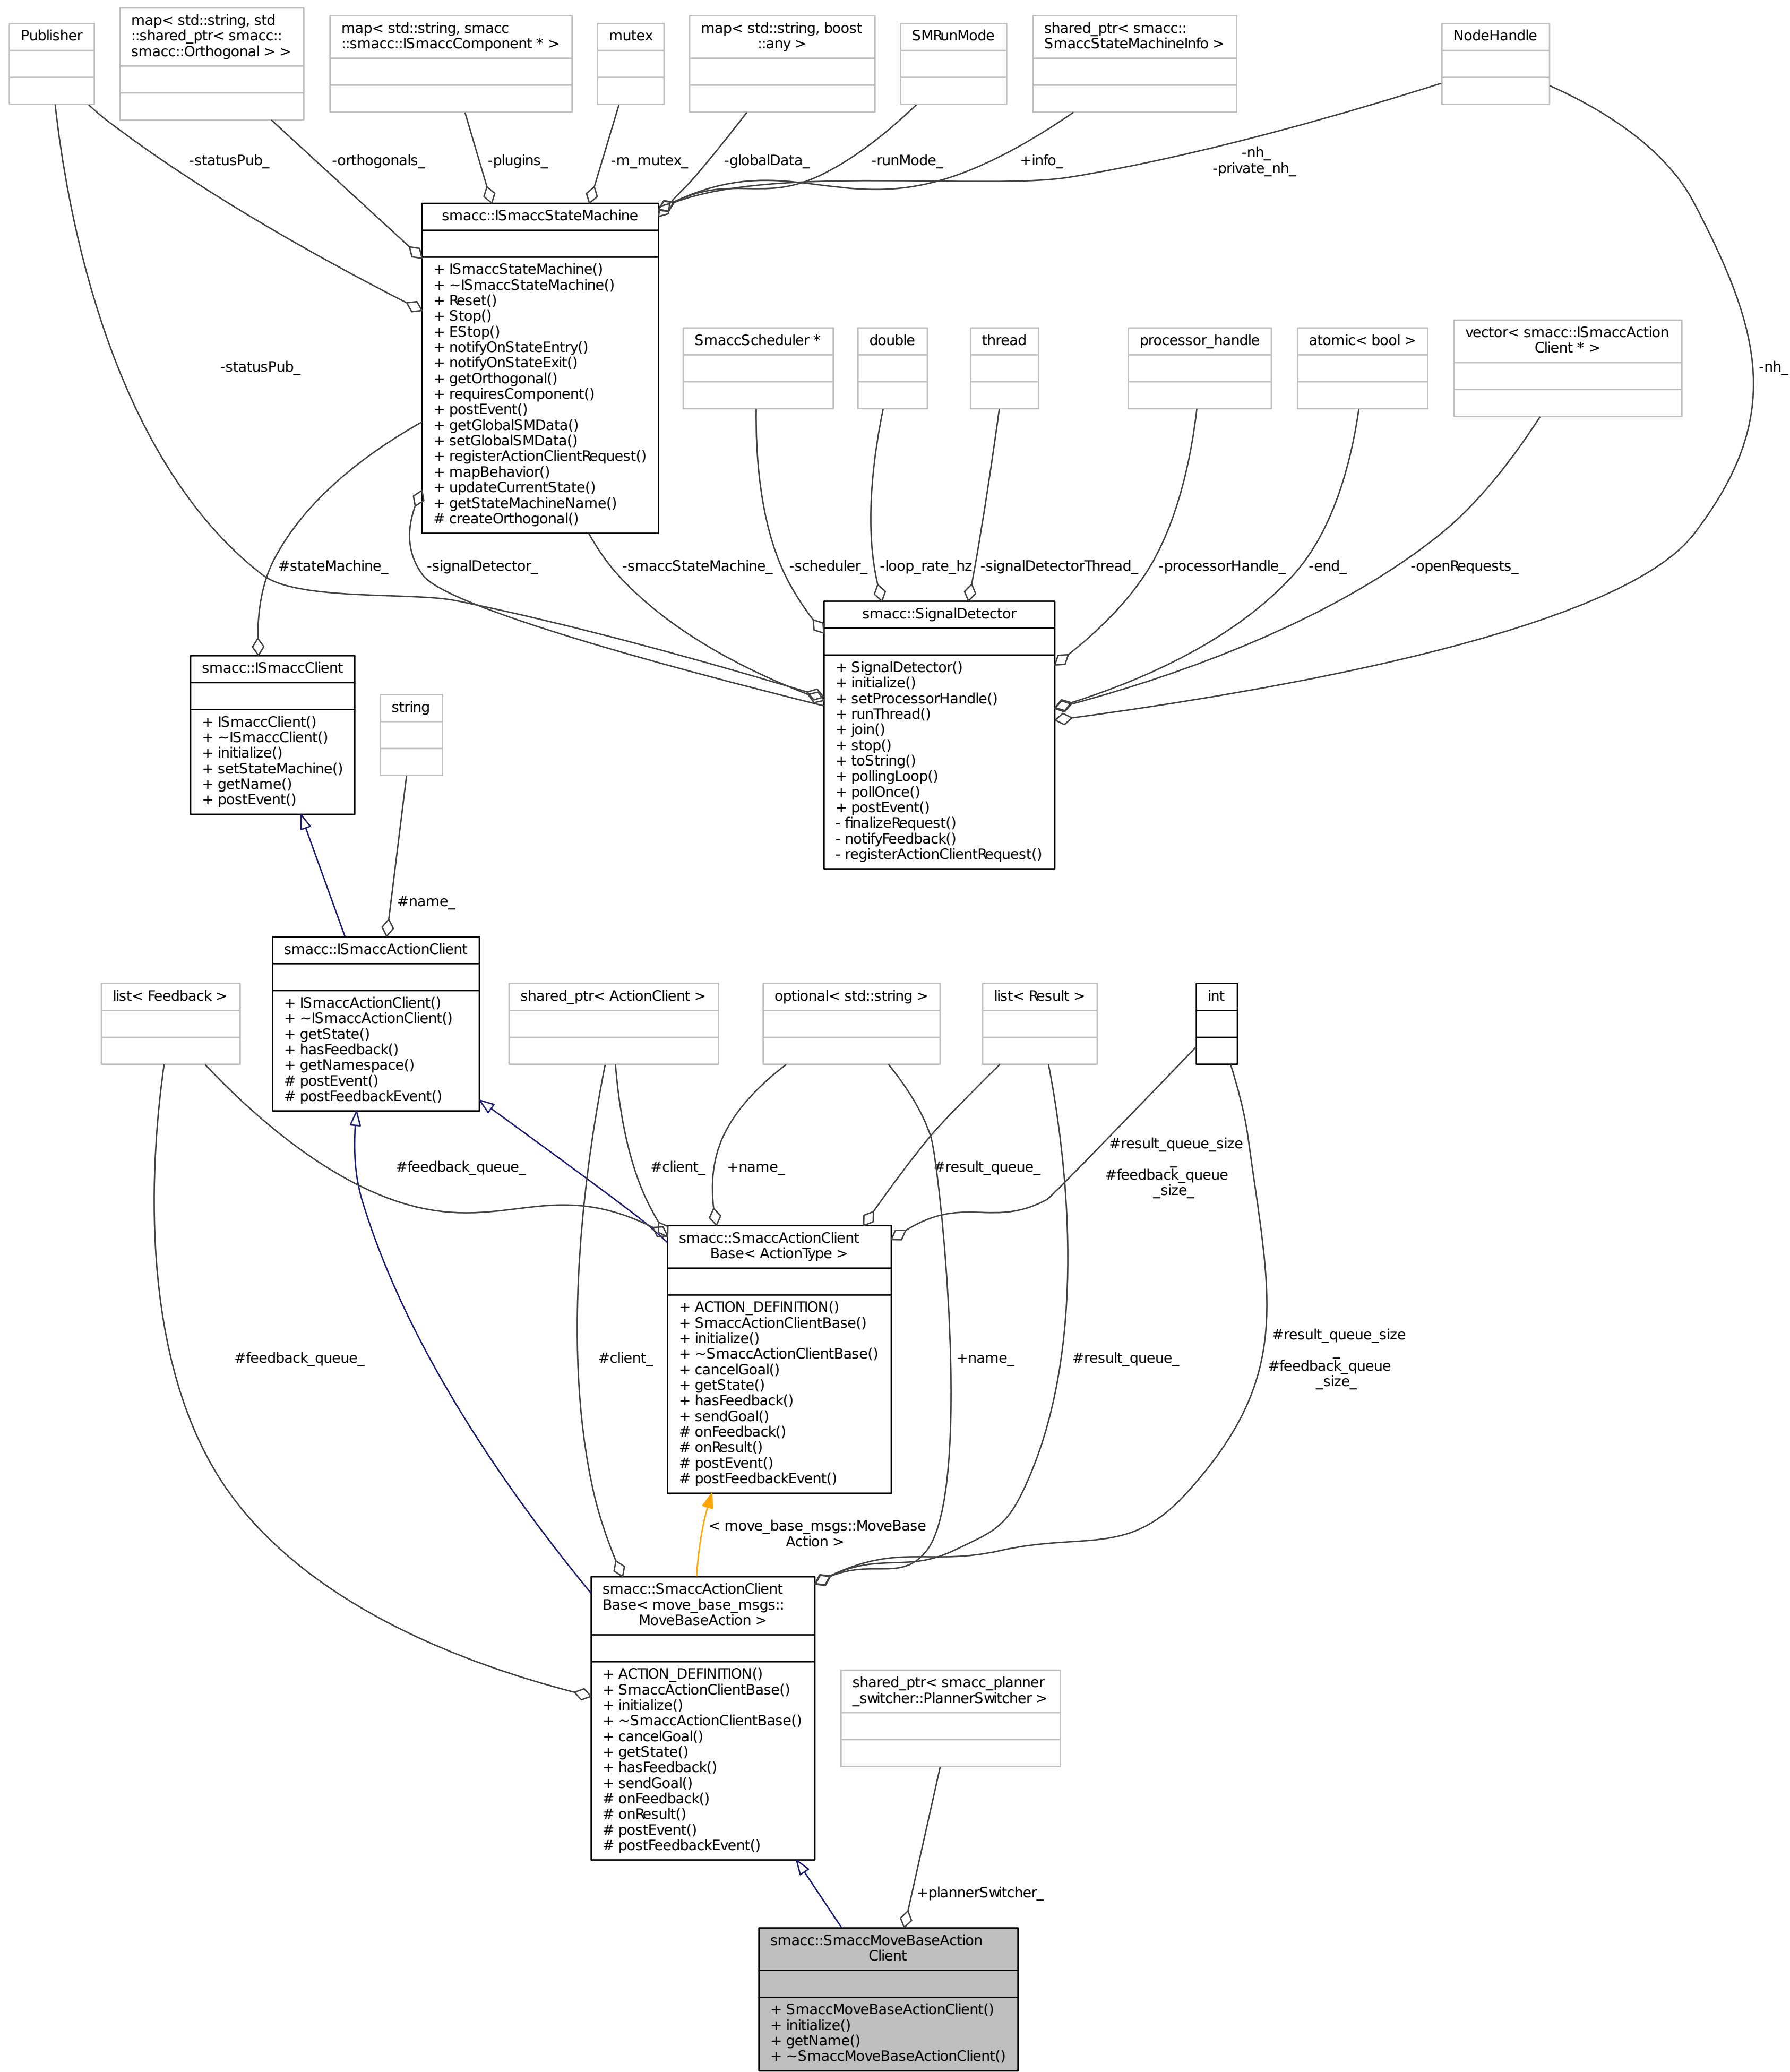 Publisher
map< std::string, std
::shared_ptr< smacc::
smacc::Orthogonal > >
map< std::string, smacc
::smacc::ISmaccComponent * >
mutex
map< std::string, boost
::any >
SMRunMode
shared_ptr< smacc::
SmaccStateMachineInfo >
NodeHandle
-statusPub_
-orthogonals_
-plugins_
-m_mutex_
-globalData_
-runMode_
+info_
-nh_
-private_nh_
smacc::ISmaccStateMachine
+ ISmaccStateMachine()
+ ~ISmaccStateMachine()
+ Reset()
+ Stop()
+ EStop()
+ notifyOnStateEntry()
+ notifyOnStateExit()
+ getOrthogonal()
+ requiresComponent()
+ postEvent()
+ getGlobalSMData()
+ setGlobalSMData()
+ registerActionClientRequest()
+ mapBehavior()
+ updateCurrentState()
+ getStateMachineName()
# createOrthogonal()
-statusPub_
SmaccScheduler *
double
thread
processor_handle
atomic< bool >
vector< smacc::ISmaccAction
Client * >
-nh_
#stateMachine_
-signalDetector_
-smaccStateMachine_
-scheduler_
-loop_rate_hz
-signalDetectorThread_
-processorHandle_
-end_
-openRequests_
smacc::SignalDetector
+ SignalDetector()
+ initialize()
+ setProcessorHandle()
+ runThread()
+ join()
+ stop()
+ toString()
+ pollingLoop()
+ pollOnce()
+ postEvent()
- finalizeRequest()
- notifyFeedback()
- registerActionClientRequest()
smacc::ISmaccClient
+ ISmaccClient()
+ ~ISmaccClient()
+ initialize()
+ setStateMachine()
+ getName()
+ postEvent()
string
#name_
smacc::ISmaccActionClient
+ ISmaccActionClient()
+ ~ISmaccActionClient()
+ getState()
+ hasFeedback()
+ getNamespace()
# postEvent()
# postFeedbackEvent()
list< Feedback >
shared_ptr< ActionClient >
optional< std::string >
list< Result >
int
#feedback_queue_
#client_
+name_
#result_queue_
#result_queue_size
_
#feedback_queue
_size_
smacc::SmaccActionClient
Base< ActionType >
+ ACTION_DEFINITION()
+ SmaccActionClientBase()
+ initialize()
+ ~SmaccActionClientBase()
+ cancelGoal()
+ getState()
+ hasFeedback()
+ sendGoal()
# onFeedback()
# onResult()
# postEvent()
# postFeedbackEvent()
#feedback_queue_
#client_
+name_
#result_queue_
#result_queue_size
_
#feedback_queue
_size_
< move_base_msgs::MoveBase
Action >
smacc::SmaccActionClient
Base< move_base_msgs::
MoveBaseAction >
+ ACTION_DEFINITION()
+ SmaccActionClientBase()
+ initialize()
+ ~SmaccActionClientBase()
+ cancelGoal()
+ getState()
+ hasFeedback()
+ sendGoal()
# onFeedback()
# onResult()
# postEvent()
# postFeedbackEvent()
shared_ptr< smacc_planner
_switcher::PlannerSwitcher >
+plannerSwitcher_
smacc::SmaccMoveBaseAction
Client
+ SmaccMoveBaseActionClient()
+ initialize()
+ getName()
+ ~SmaccMoveBaseActionClient()